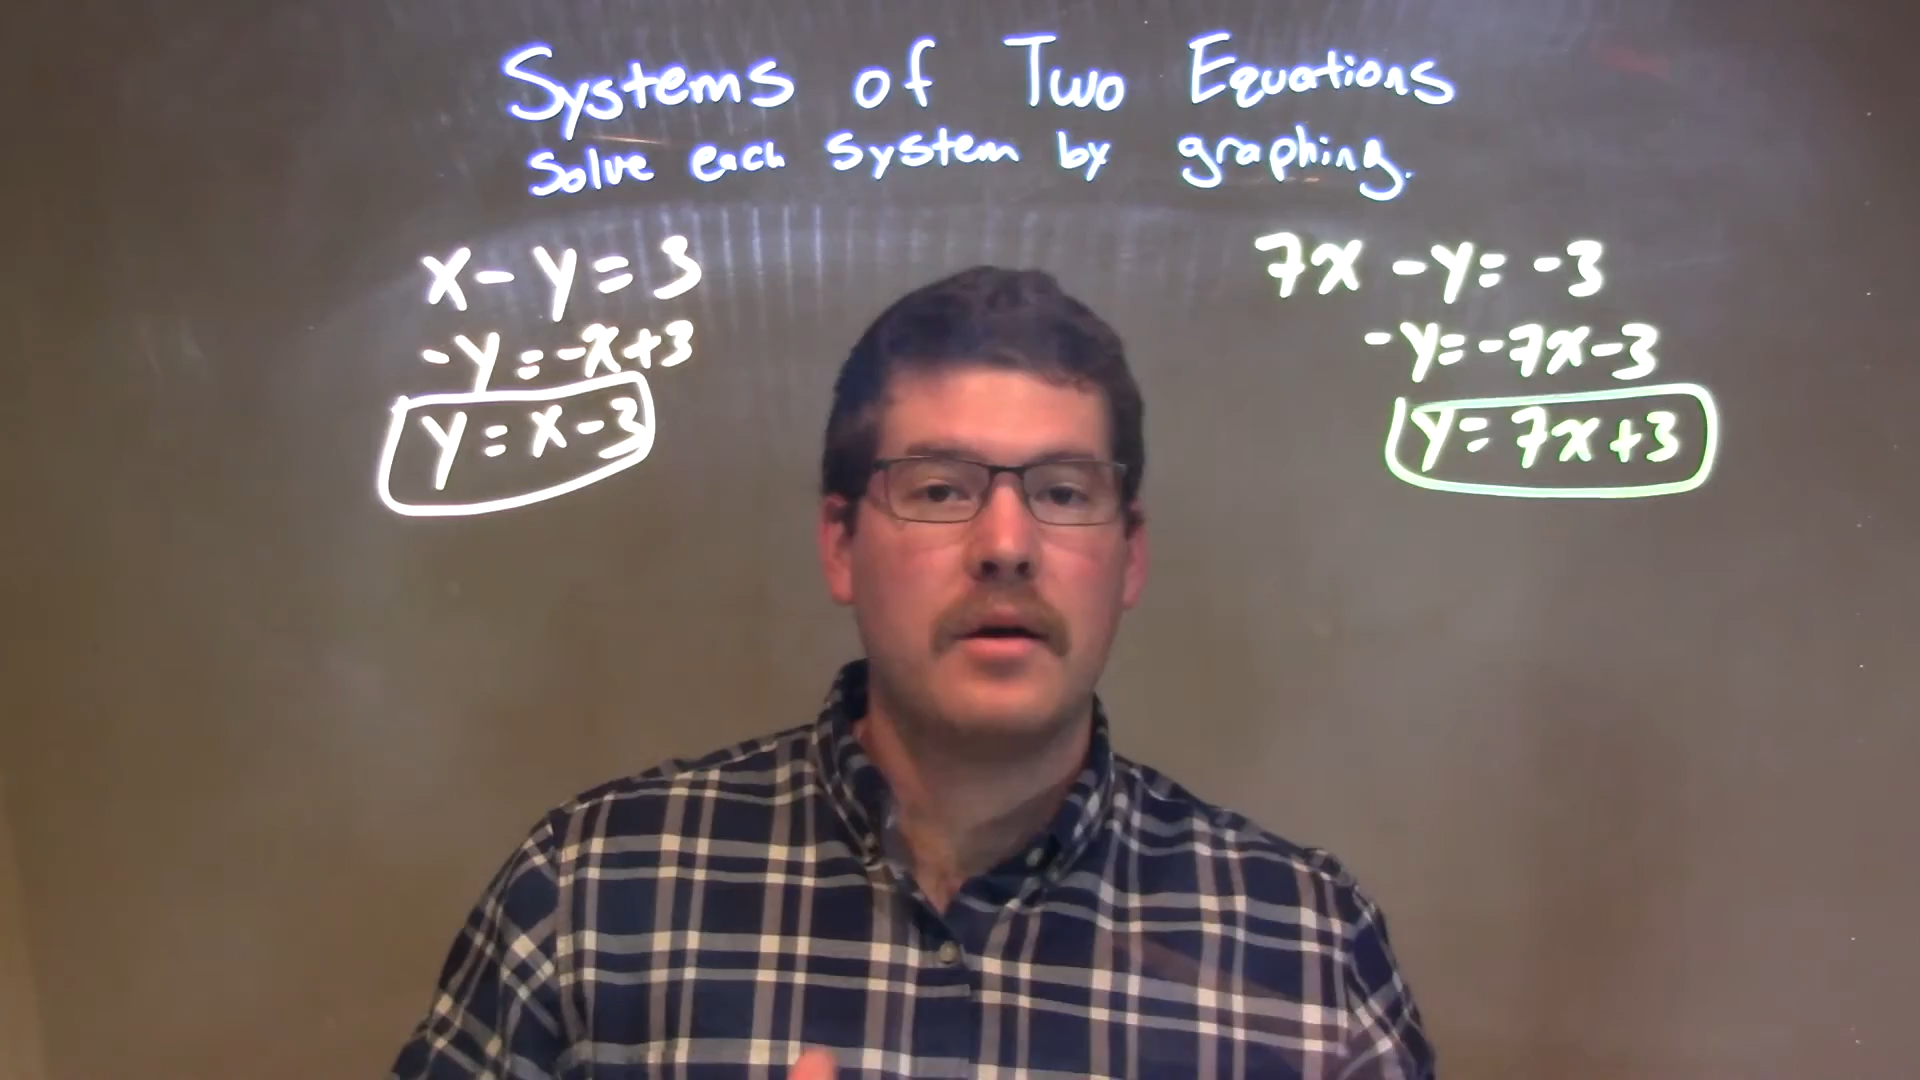 Systems of Two Equations
Solve each system by graphing.
x - y = 3
-y = -x + 3
y = x - 3
7x - y = -3
-y = -7x - 3
y = 7x + 3